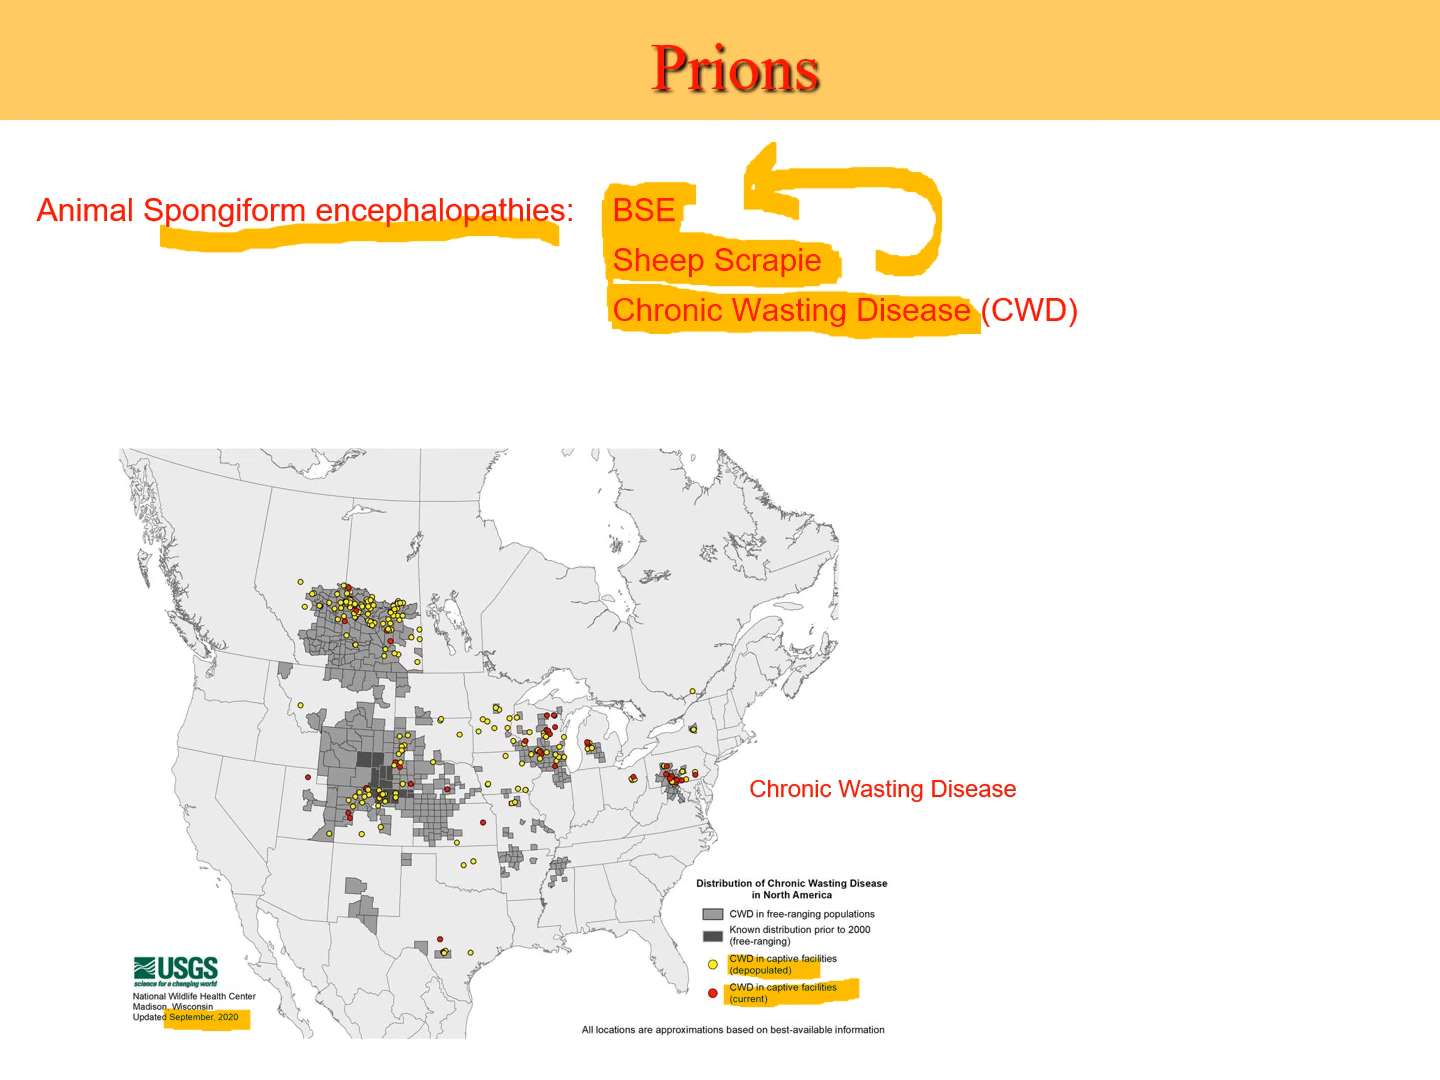 Prions
Animal Spongiform encephalopathies:
BSE
Sheep Scrapie
Chronic Wasting Disease (CWD)
Chronic Wasting Disease
Distribution of Chronic Wasting Disease
in North America
CWD in free-ranging populations
Known distribution prior to 2000
(free-ranging)
CWD in captive facilities
(depopulated)
CWD in captive facilities
(current)
USGS
science for a changing world
National Wildlife Health Center
Madison, Wisconsin
Updated September, 2020
All locations are approximations based on best-available information